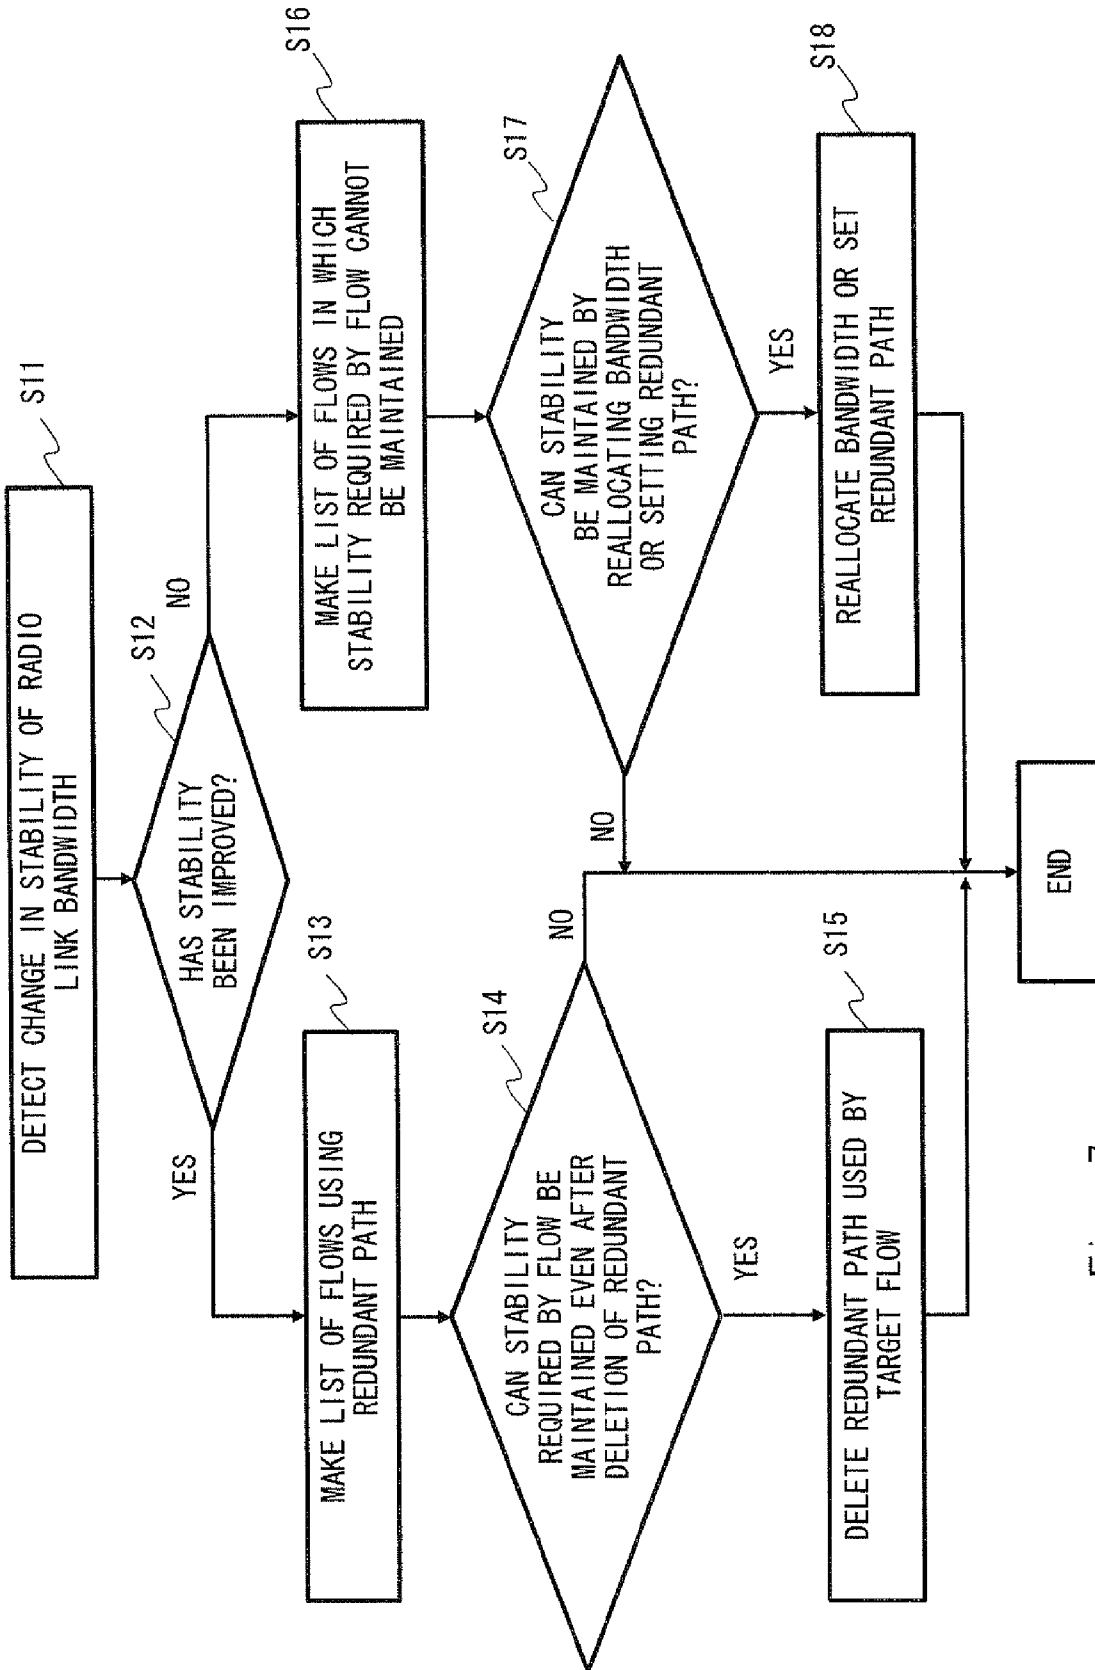 DETECT CHANGE IN STABILITY OF RADIO
LINK BANDWIDTH
S11
HAS STABILITY
BEEN IMPROVED?
S12
YES
NO
MAKE LIST OF FLOWS USING
REDUNDANT PATH
S13
CAN STABILITY
REQUIRED BY FLOW BE
MAINTAINED EVEN AFTER
DELETION OF REDUNDANT
PATH?
S14
NO
YES
DELETE REDUNDANT PATH USED BY
TARGET FLOW
S15
MAKE LIST OF FLOWS IN WHICH
STABILITY REQUIRED BY FLOW CANNOT
BE MAINTAINED
S16
CAN STABILITY
BE MAINTAINED BY
REALLOCATING BANDWIDTH
OR SETTING REDUNDANT
PATH?
S17
NO
YES
REALLOCATE BANDWIDTH OR SET
REDUNDANT PATH
S18
END